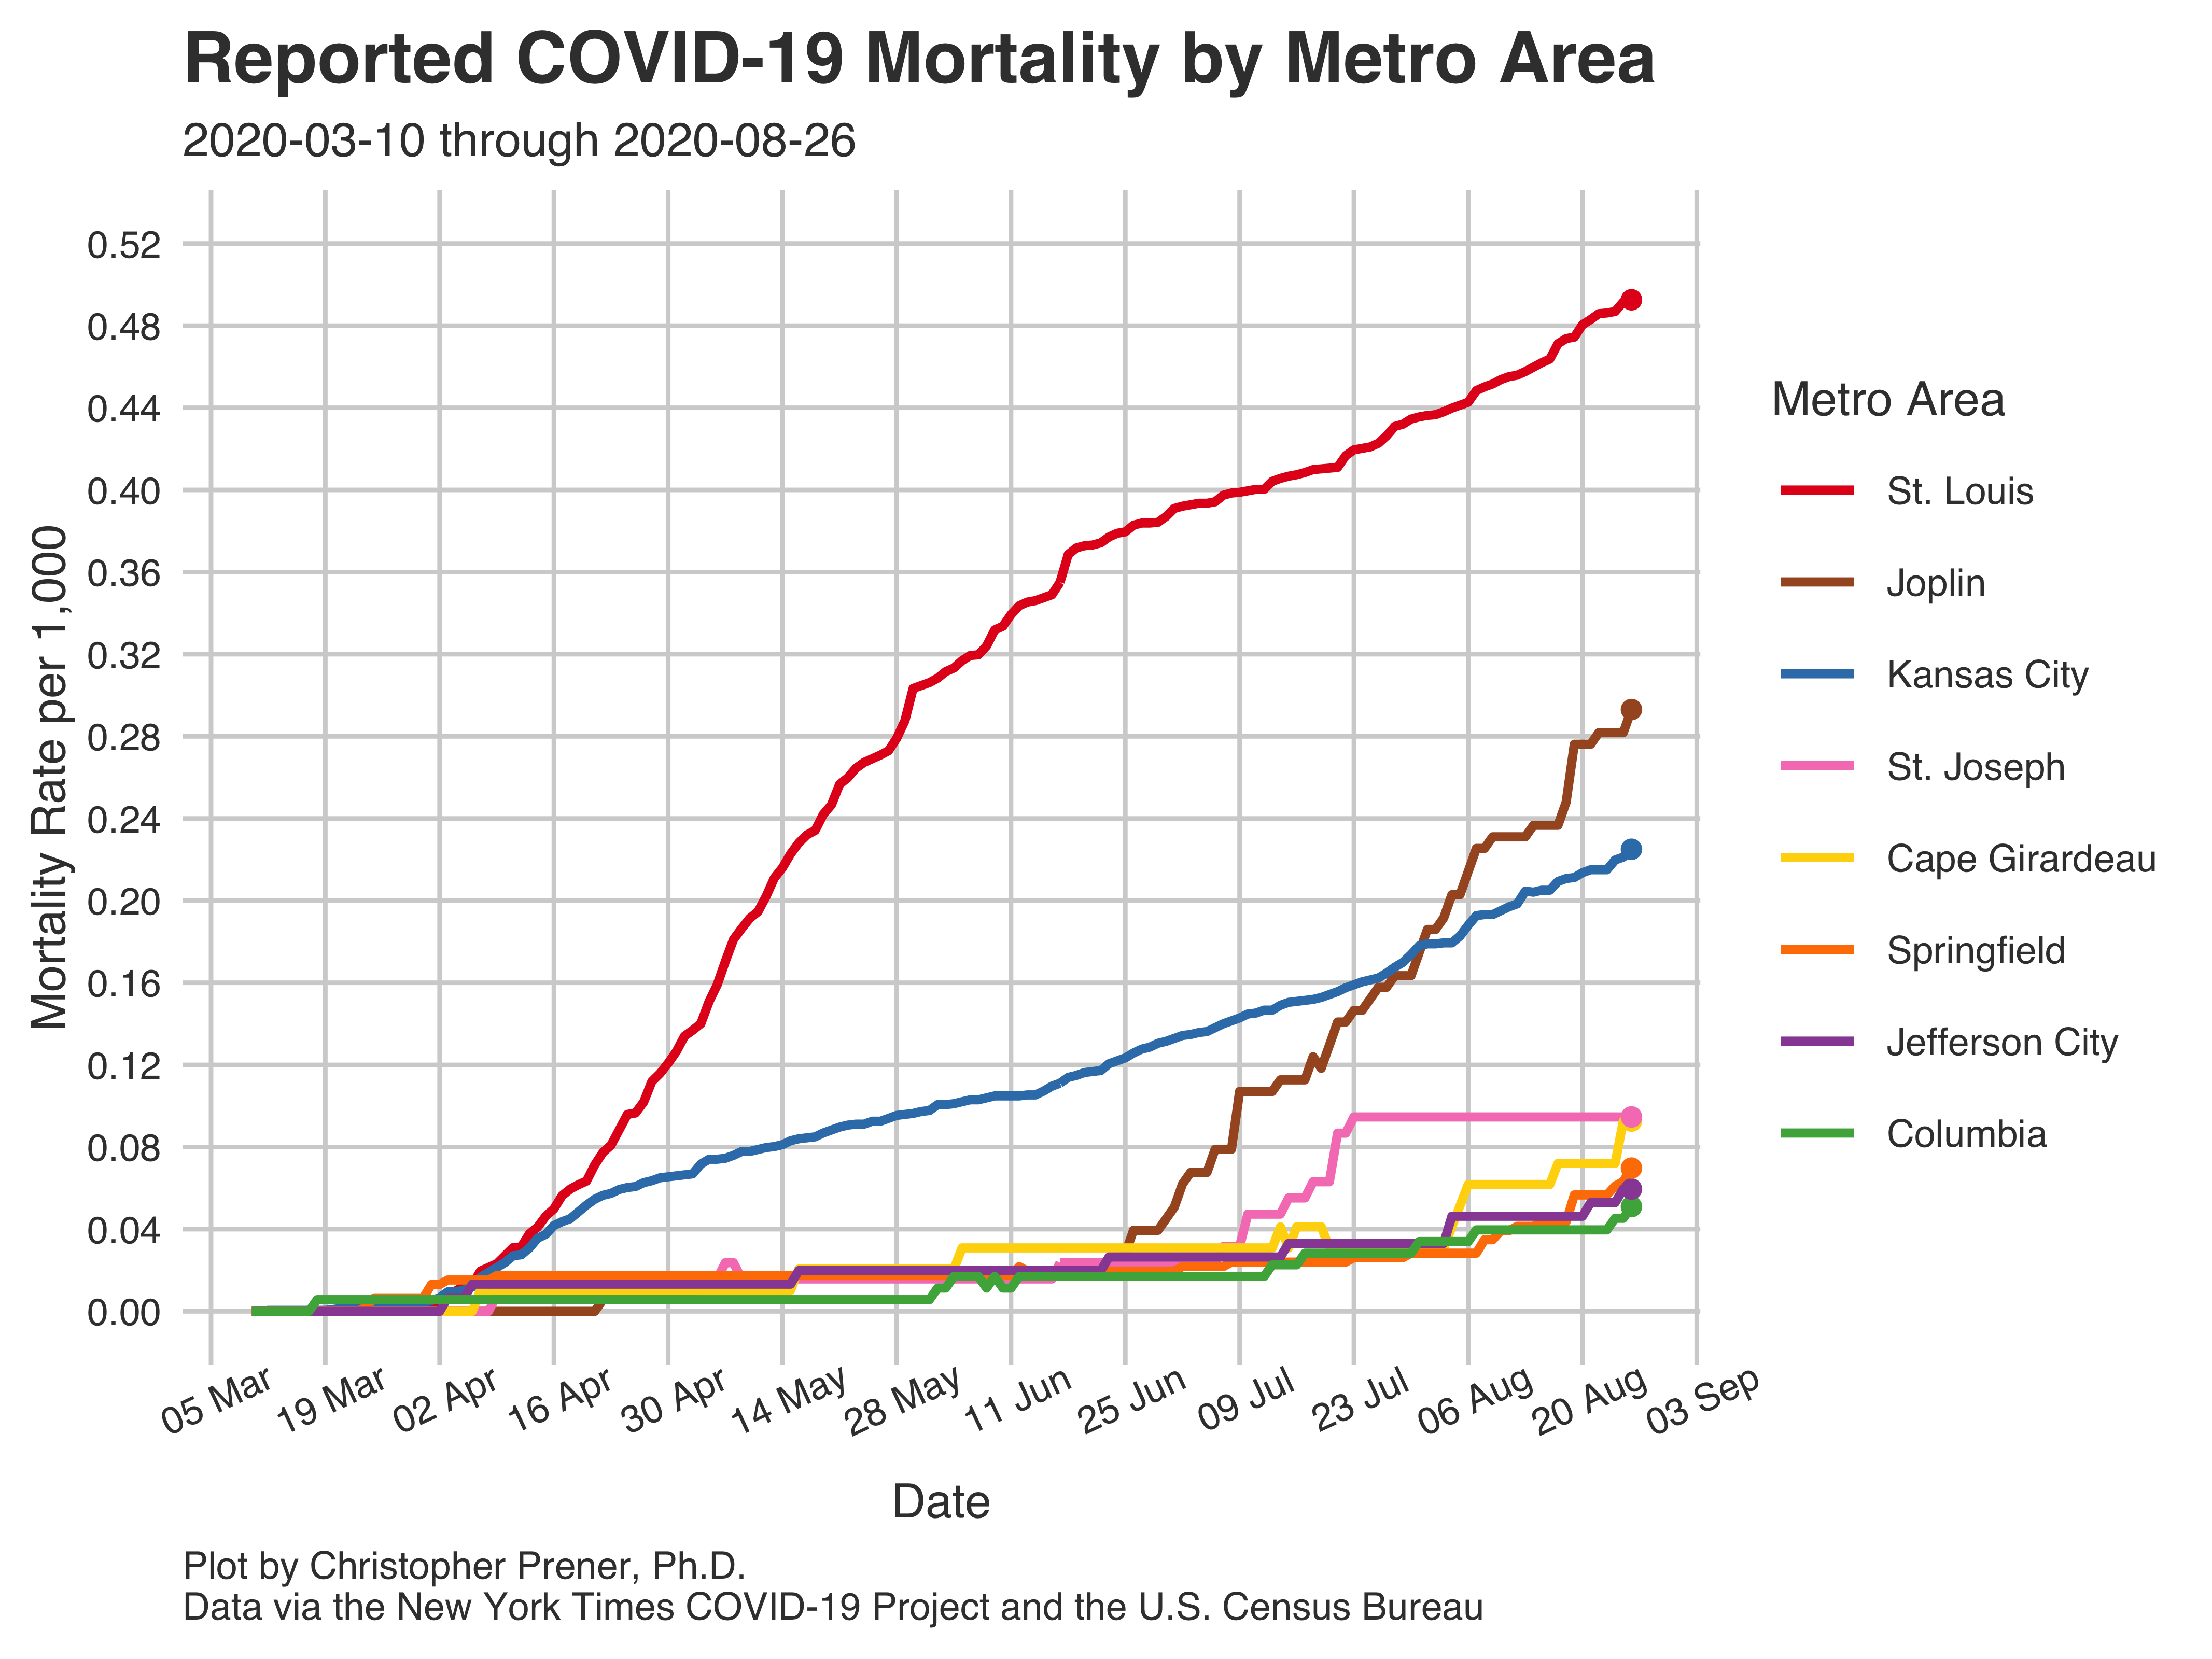 Reported COVID-19 Mortality by Metro Area
2020-03-10 through 2020-08-26
Mortality Rate per 1,000
0.52
0.48
0.44
0.40
0.36
0.32
0.28
0.24
0.20
0.16
0.12
0.08
0.04
0.00
05 Mar
19 Mar
02 Apr
16 Apr
30 Apr
14 May
28 May
11 Jun
25 Jun
09 Jul
23 Jul
06 Aug
20 Aug
03 Sep
Date
Metro Area
St. Louis
Joplin
Kansas City
St. Joseph
Cape Girardeau
Springfield
Jefferson City
Columbia
Plot by Christopher Prener, Ph.D.
Data via the New York Times COVID-19 Project and the U.S. Census Bureau